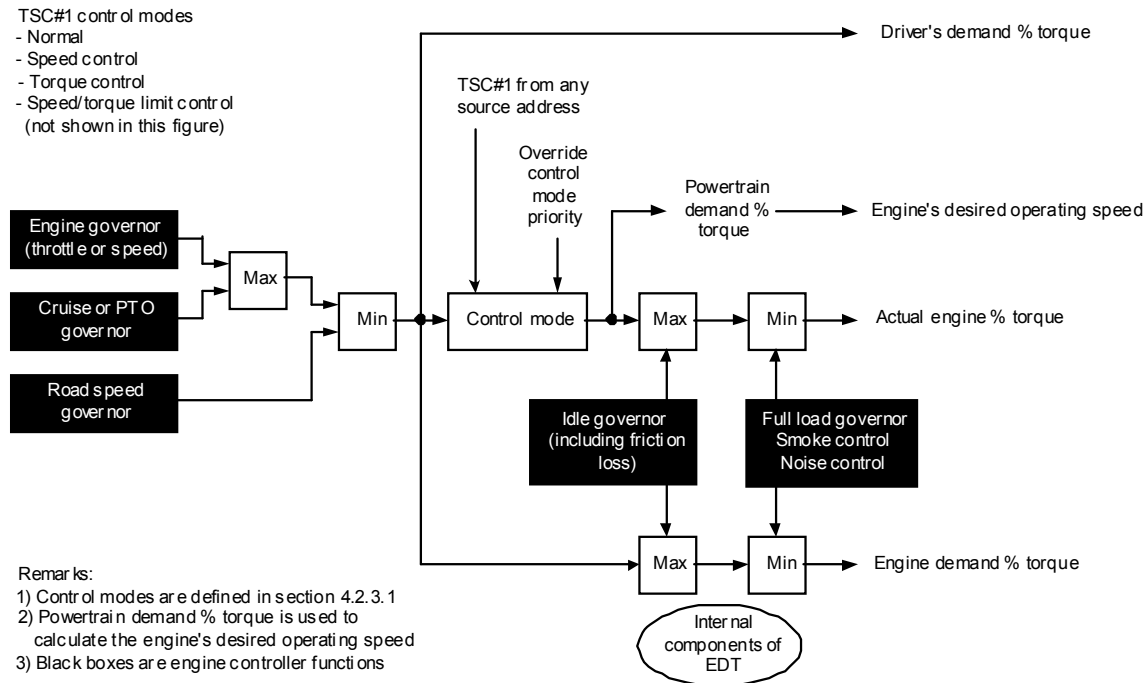 TSC#1 control modes
- Normal
- Speed control
- Torque control
- Speed/torque limit control
(not shown in this figure)
Driver's demand % torque
TSC#1 from any
source address
Override
control
mode
priority
Powertrain
demand %
torque
Engine's desired operating speed
Engine governor
(throttle or speed)
Max
Cruise or PTO
governor
Min
Control mode
Max
Min
Actual engine % torque
Road speed
governor
Idle governor
(including friction
loss)
Full load governor
Smoke control
Noise control
Max
Min
Engine demand % torque
Remarks:
1) Control modes are defined in section 4.2.3.1
2) Powertrain demand % torque is used to
calculate the engine's desired operating speed
3) Black boxes are engine controller functions
Internal
components of
EDT